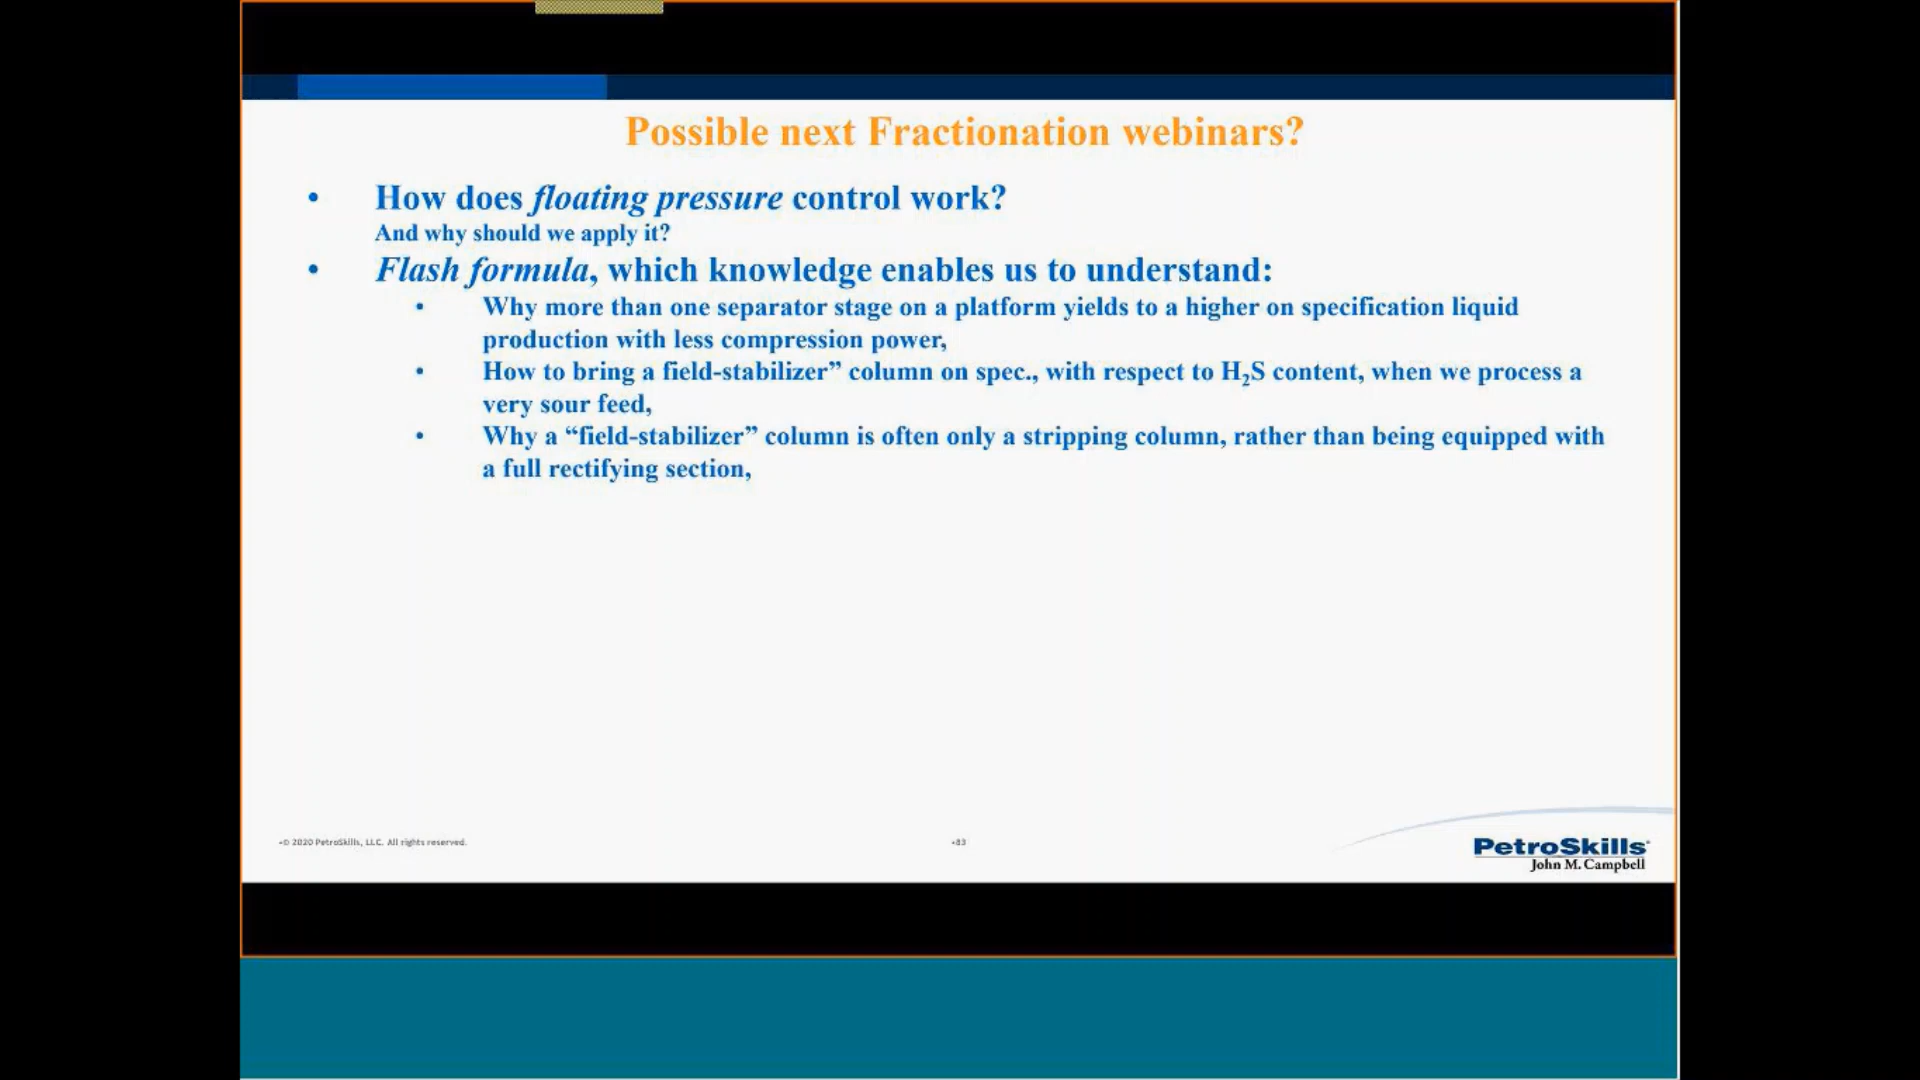 Possible next Fractionation webinars?
• How does floating pressure control work?
And why should we apply it?
• Flash formula, which knowledge enables us to understand:
• Why more than one separator stage on a platform yields to a higher on specification liquid
production with less compression power,
• How to bring a field-stabilizer” column on spec., with respect to H₂S content, when we process a
very sour feed,
• Why a “field-stabilizer” column is often only a stripping column, rather than being equipped with
a full rectifying section,
•© 2020 PetroSkills, LLC. All rights reserved.
•83
PetroSkills
John M. Campbell